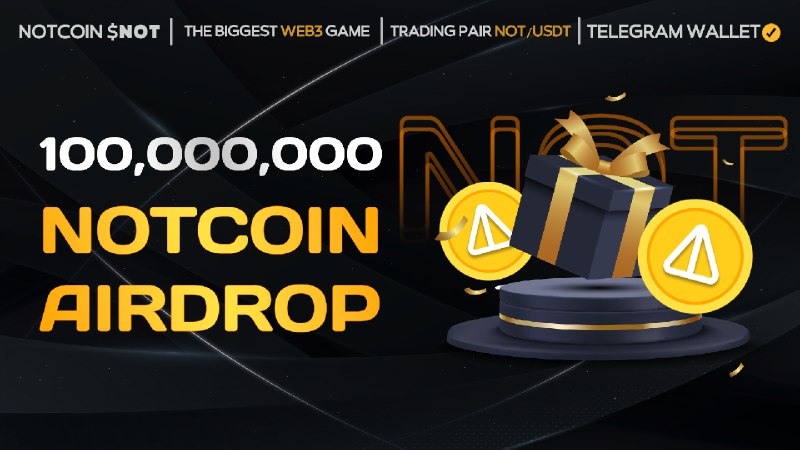 NOTCOIN $NOT | THE BIGGEST WEB3 GAME | TRADING PAIR NOT/USDT | TELEGRAM WALLET
NOT
100,000,000
NOTCOIN
AIRDROP